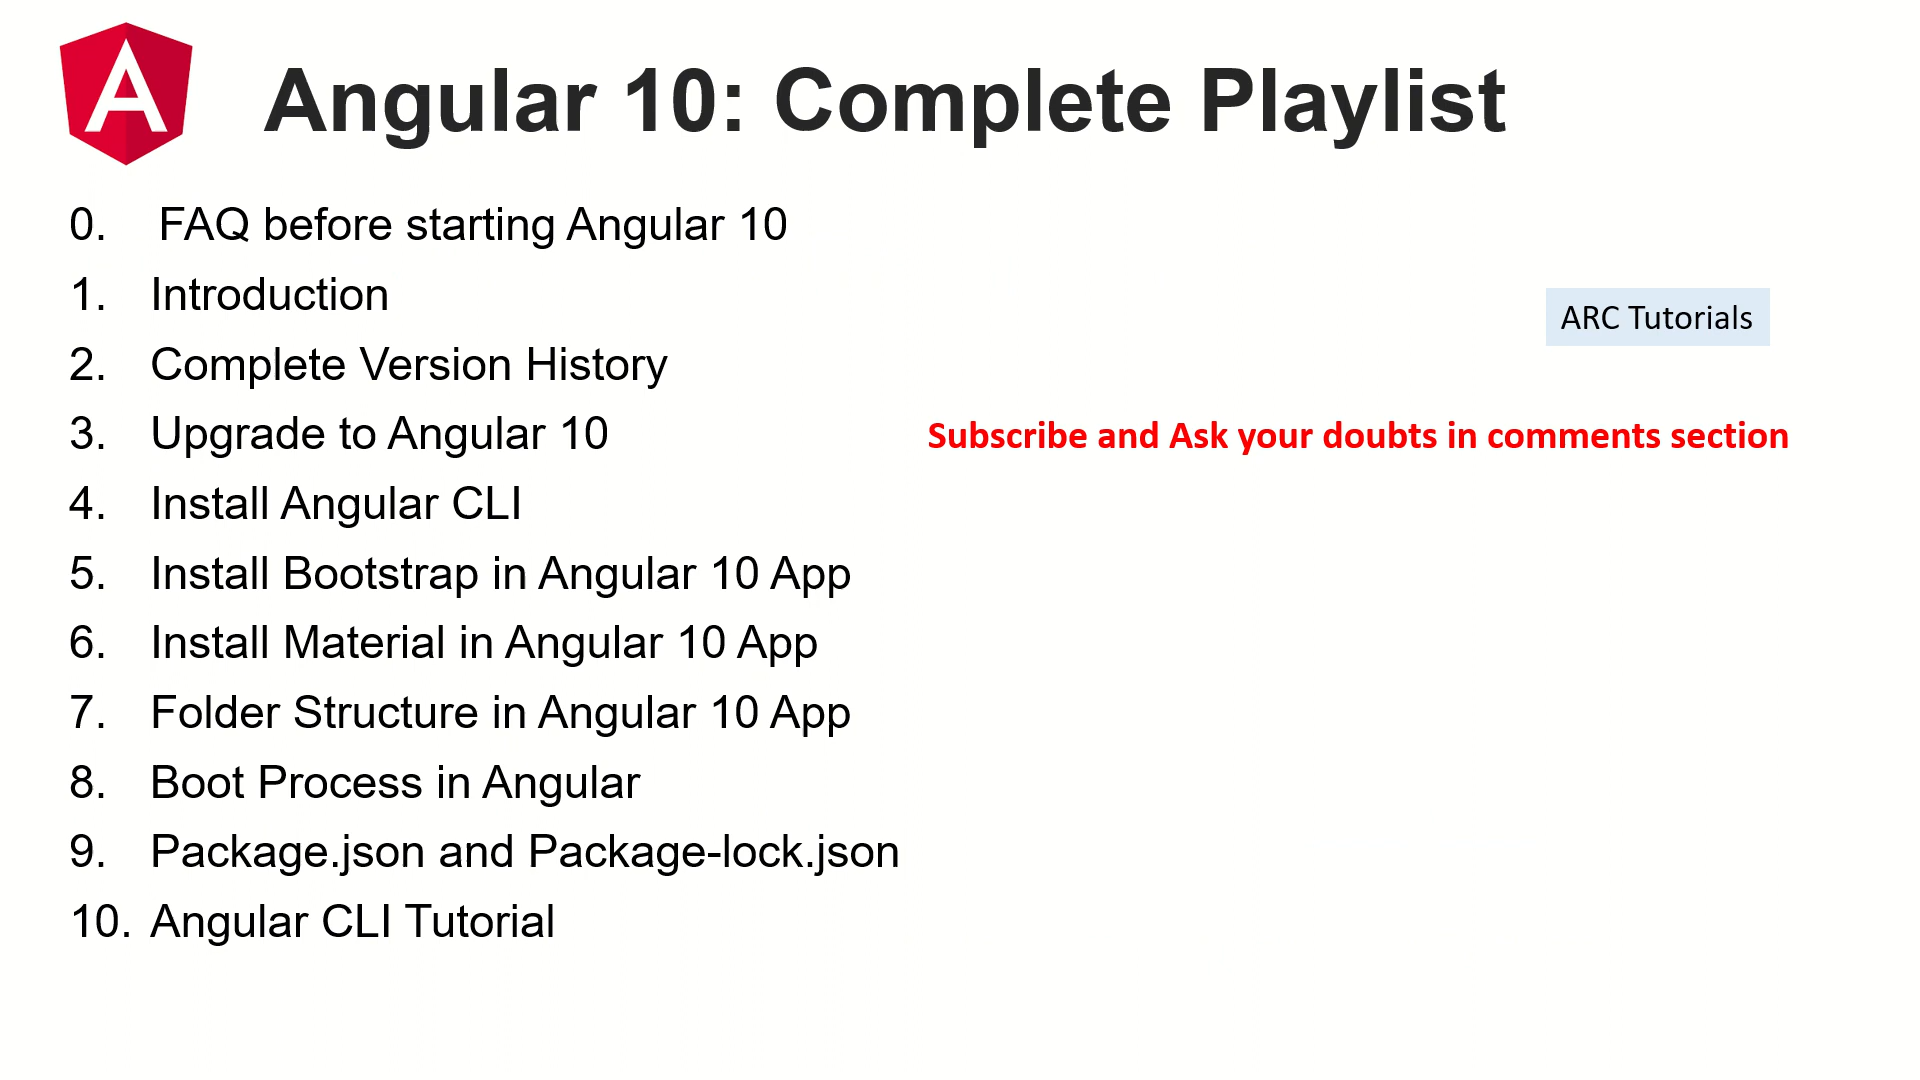 Angular 10: Complete Playlist
0. FAQ before starting Angular 10
1. Introduction
2. Complete Version History
3. Upgrade to Angular 10
4. Install Angular CLI
5. Install Bootstrap in Angular 10 App
6. Install Material in Angular 10 App
7. Folder Structure in Angular 10 App
8. Boot Process in Angular
9. Package.json and Package-lock.json
10. Angular CLI Tutorial
ARC Tutorials
Subscribe and Ask your doubts in comments section